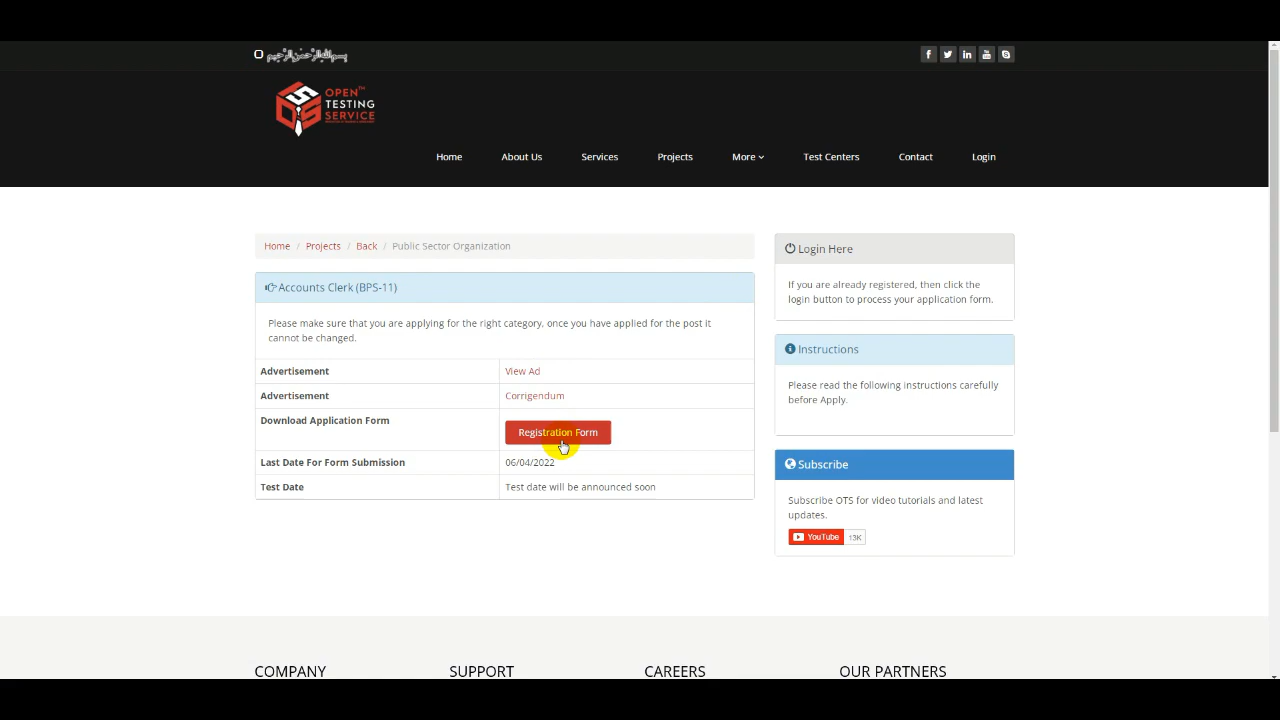 بسم الله الرحمن الرحيم
OPEN™
TESTING
SERVICE
Home About Us Services Projects More Test Centers Contact Login
Home / Projects / Back / Public Sector Organization
Accounts Clerk (BPS-11)
Please make sure that you are applying for the right category, once you have applied for the post it
cannot be changed.
Advertisement View Ad
Advertisement Corrigendum
Download Application Form Registration Form
Last Date For Form Submission 06/04/2022
Test Date Test date will be announced soon
Login Here
If you are already registered, then click the
login button to process your application form.
Instructions
Please read the following instructions carefully
before Apply.
Subscribe
Subscribe OTS for video tutorials and latest
updates.
YouTube 13K
COMPANY SUPPORT CAREERS OUR PARTNERS